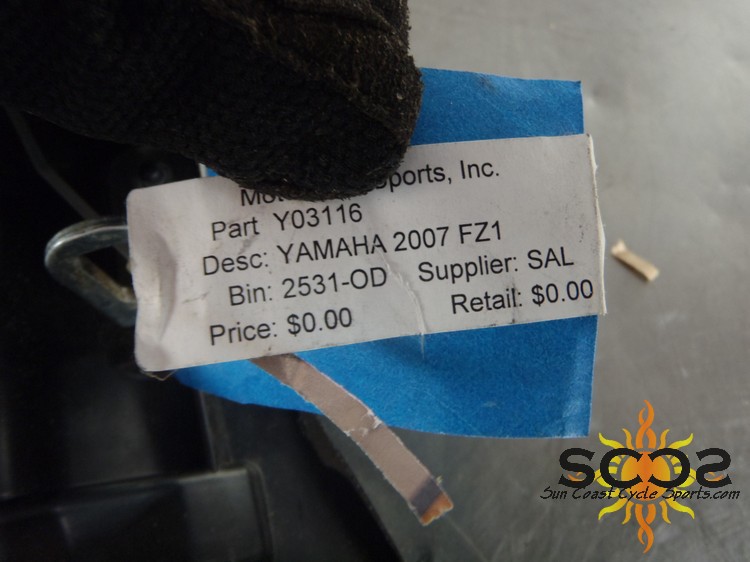 Sports, Inc.
Part Y03116
Desc: YAMAHA 2007 FZ1
Bin: 2531-OD Supplier: SAL
Price: $0.00 Retail: $0.00
SCCS
Sun Coast Cycle Sports.com